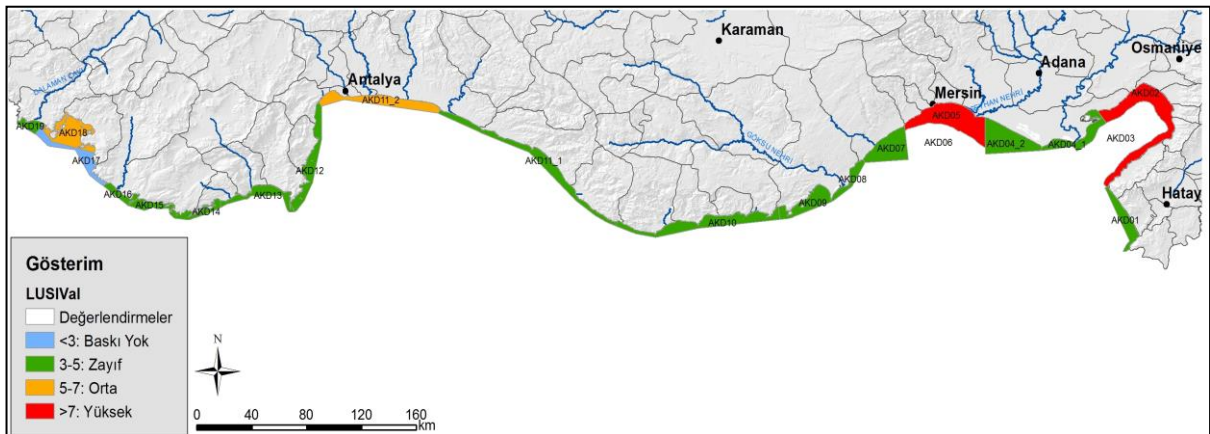 Karaman
Osmaniye
Adana
Antalya
Mersin
Hatay
GÖKSU NEHRİ
AKD19
AKD18
AKD17
AKD16
AKD15
AKD14
AKD13
AKD12
AKD11_2
AKD11_1
AKD10
AKD09
AKD08
AKD07
AKD05
AKD06
AKD04_2
AKD04_1
AKD03
AKD02
AKD01
Gösterim
LUSIVal
Değerlendirmeler
<3: Baskı Yok
3-5: Zayıf
5-7: Orta
>7: Yüksek
N
0 40 80 120 160
km